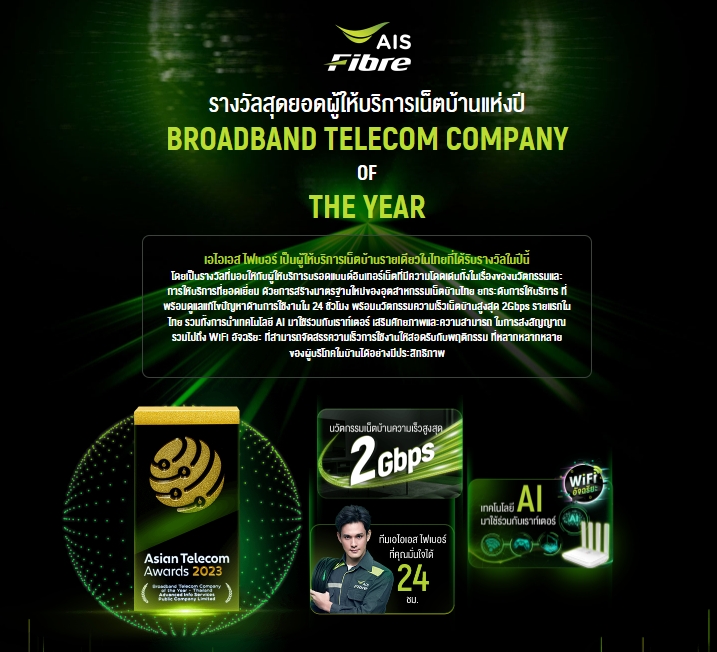 AIS
Fibre
รางวัลสุดยอดผู้ให้บริการเน็ตบ้านแห่งปี
BROADBAND TELECOM COMPANY
OF
THE YEAR
เอไอเอส ไฟเบอร์ เป็นผู้ให้บริการเน็ตบ้านรายเดียวในไทยที่ได้รับรางวัลในปีนี้
โดยเป็นรางวัลที่มอบให้กับผู้ให้บริการบรอดแบนด์อินเทอร์เน็ตที่มีความโดดเด่นทั้งในเรื่องของนวัตกรรมและ
การให้บริการที่ยอดเยี่ยม ด้วยการสร้างมาตรฐานใหม่ของอุตสาหกรรมเน็ตบ้านไทย ยกระดับการให้บริการ ที่
พร้อมดูแลแก้ไขปัญหาด้านการใช้งานใน 24 ชั่วโมง พร้อมนวัตกรรมความเร็วเน็ตบ้านสูงสุด 2Gbps รายแรกใน
ไทย รวมทั้งการนำเทคโนโลยี AI มาใช้ร่วมกับเราท์เตอร์ เสริมศักยภาพและความสามารถ ในการส่งสัญญาณ
รวมไปถึง WiFi อัจฉริยะ ที่สามารถจัดสรรความเร็วการใช้งานให้สอดรับกับพฤติกรรม ที่หลากหลากหลาย
ของผู้บริโภคในบ้านได้อย่างมีประสิทธิภาพ
นวัตกรรมเน็ตบ้านความเร็วสูงสุด
2Gbps
WiFi
อัจฉริยะ
เทคโนโลยี AI
มาใช้ร่วมกับเราท์เตอร์
AI
ทีมเอไอเอส ไฟเบอร์
ที่คุณมั่นใจได้
24
ชม.
AIS
Fibre
Asian Telecom
Awards 2023
Broadband Telecom Company
of the Year - Thailand
Advanced Info Services
Public Company Limited